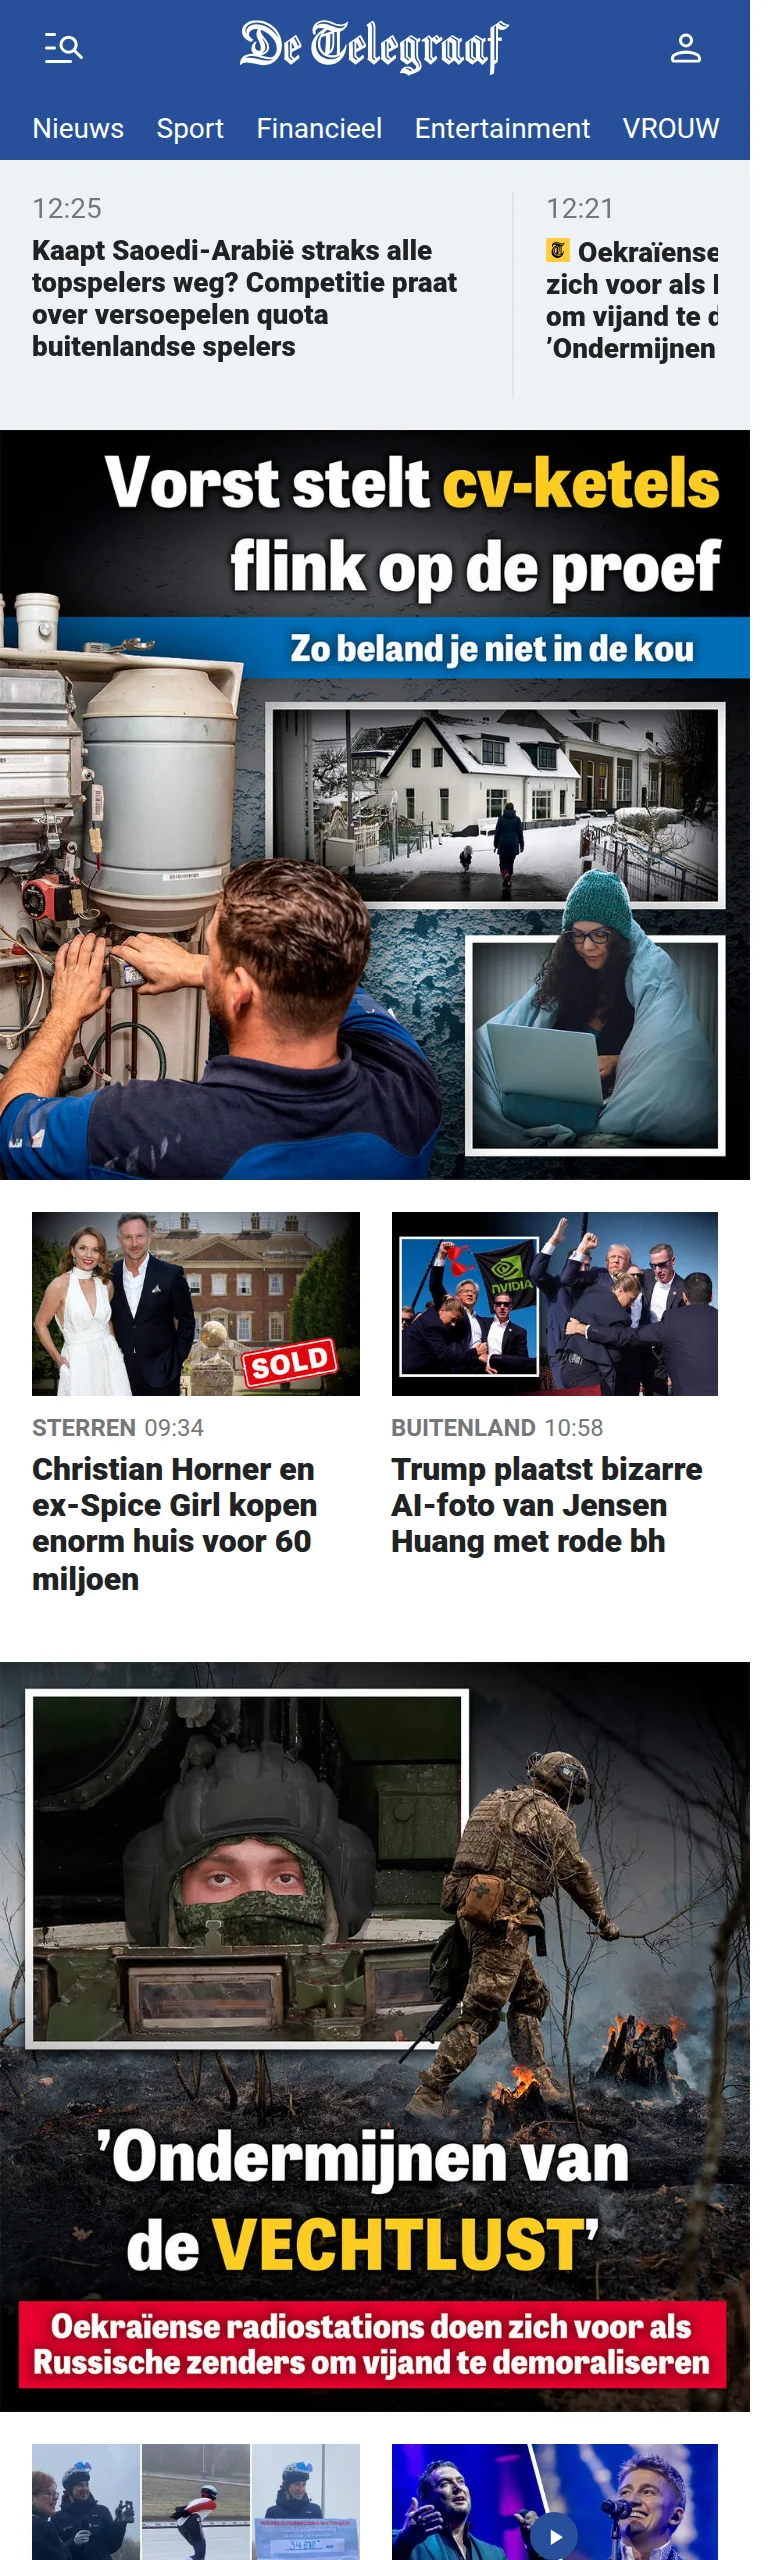 De Telegraaf
Nieuws Sport Financieel Entertainment VROUW
12:25
Kaapt Saoedi-Arabië straks alle
topspelers weg? Competitie praat
over versoepelen quota
buitenlandse spelers
12:21
Oekraïense
zich voor als
om vijand te
’Ondermijnen
Vorst stelt cv-ketels
flink op de proef
Zo beland je niet in de kou
SOLD
STERREN 09:34
Christian Horner en
ex-Spice Girl kopen
enorm huis voor 60
miljoen
NVIDIA
BUITENLAND 10:58
Trump plaatst bizarre
AI-foto van Jensen
Huang met rode bh
’Ondermijnen van
de VECHTLUST’
Oekraïense radiostations doen zich voor als
Russische zenders om vijand te demoraliseren